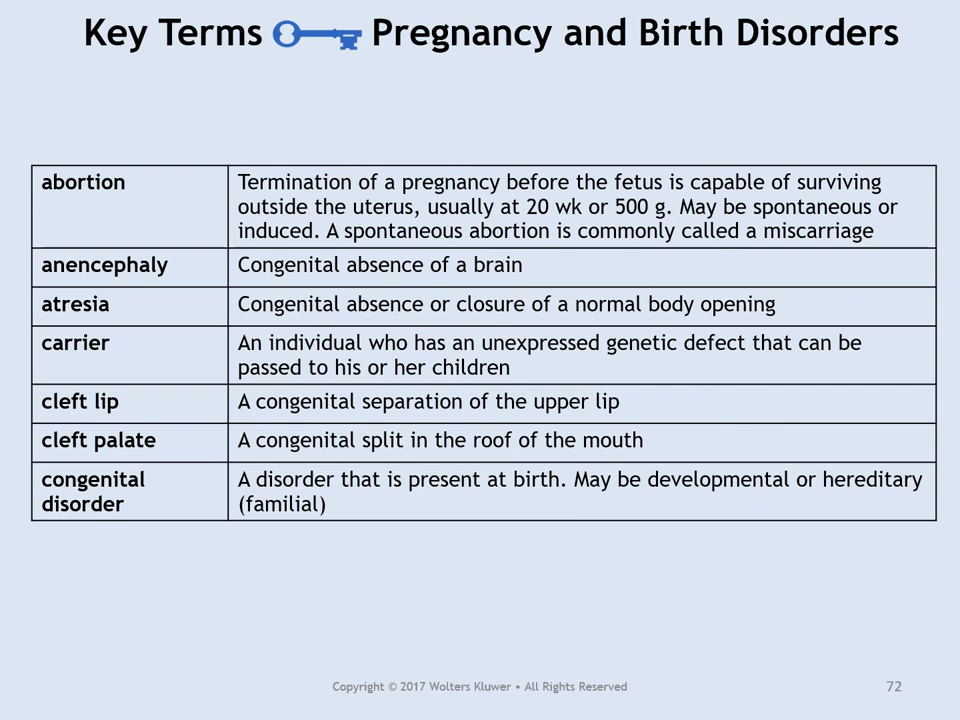 Key Terms Pregnancy and Birth Disorders
abortion
Termination of a pregnancy before the fetus is capable of surviving
outside the uterus, usually at 20 wk or 500 g. May be spontaneous or
induced. A spontaneous abortion is commonly called a miscarriage
anencephaly
Congenital absence of a brain
atresia
Congenital absence or closure of a normal body opening
carrier
An individual who has an unexpressed genetic defect that can be
passed to his or her children
cleft lip
A congenital separation of the upper lip
cleft palate
A congenital split in the roof of the mouth
congenital
disorder
A disorder that is present at birth. May be developmental or hereditary
(familial)
Copyright © 2017 Wolters Kluwer • All Rights Reserved
72